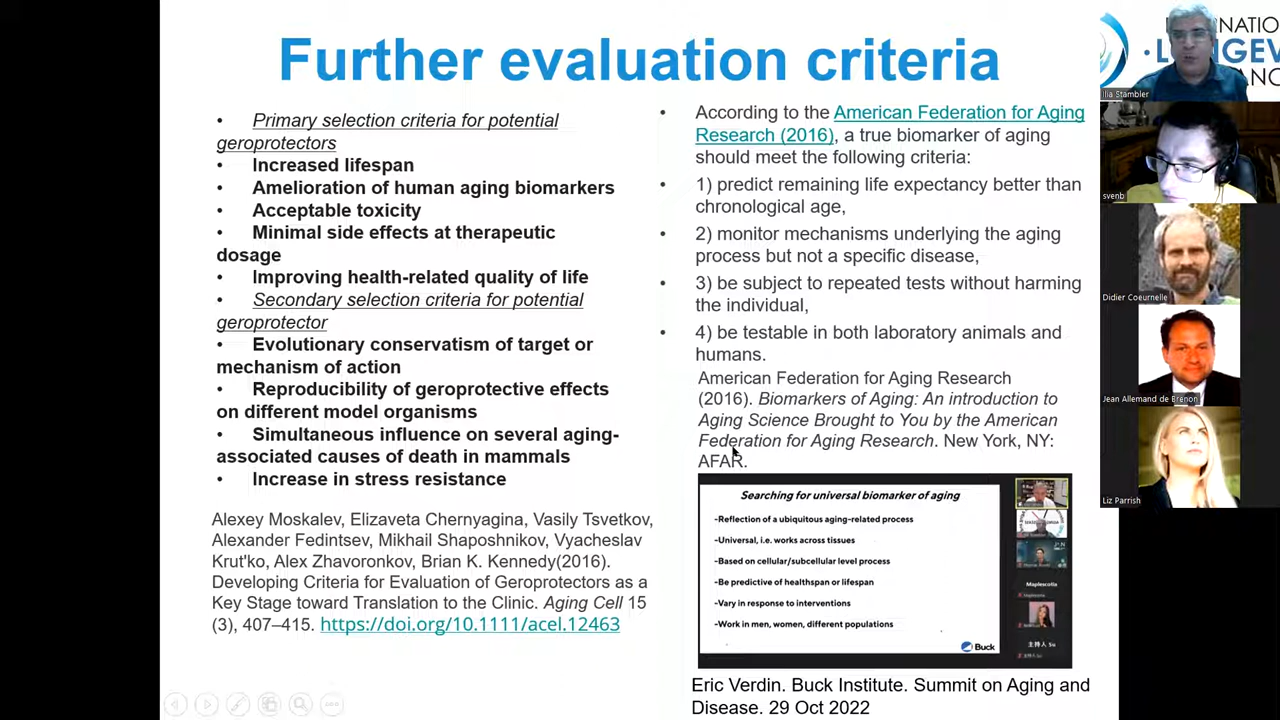 Further evaluation criteria
• Primary selection criteria for potential
geroprotectors
• Increased lifespan
• Amelioration of human aging biomarkers
• Acceptable toxicity
• Minimal side effects at therapeutic
dosage
• Improving health-related quality of life
• Secondary selection criteria for potential
geroprotector
• Evolutionary conservatism of target or
mechanism of action
• Reproducibility of geroprotective effects
on different model organisms
• Simultaneous influence on several aging-
associated causes of death in mammals
• Increase in stress resistance
Alexey Moskalev, Elizaveta Chernyagina, Vasily Tsvetkov,
Alexander Fedintsev, Mikhail Shaposhnikov, Vyacheslav
Krut'ko, Alex Zhavoronkov, Brian K. Kennedy(2016).
Developing Criteria for Evaluation of Geroprotectors as a
Key Stage toward Translation to the Clinic. Aging Cell 15
(3), 407–415. https://doi.org/10.1111/acel.12463
• According to the American Federation for Aging
Research (2016), a true biomarker of aging
should meet the following criteria:
• 1) predict remaining life expectancy better than
chronological age,
• 2) monitor mechanisms underlying the aging
process but not a specific disease,
• 3) be subject to repeated tests without harming
the individual,
• 4) be testable in both laboratory animals and
humans.
American Federation for Aging Research
(2016). Biomarkers of Aging: An introduction to
Aging Science Brought to You by the American
Federation for Aging Research. New York, NY:
AFAR.
Searching for universal biomarker of aging
-Reflection of a ubiquitous aging-related process
-Universal, i.e. works across tissues
-Based on cellular/subcellular level process
-Be predictive of healthspan or lifespan
-Vary in response to interventions
-Work in men, women, different populations
Buck
Maplescolla
主持人 Su
Eric Verdin. Buck Institute. Summit on Aging and
Disease. 29 Oct 2022
Ilia Stambler
svenb
Didier Coeurnelle
Jean Allemand de Brenon
Liz Parrish